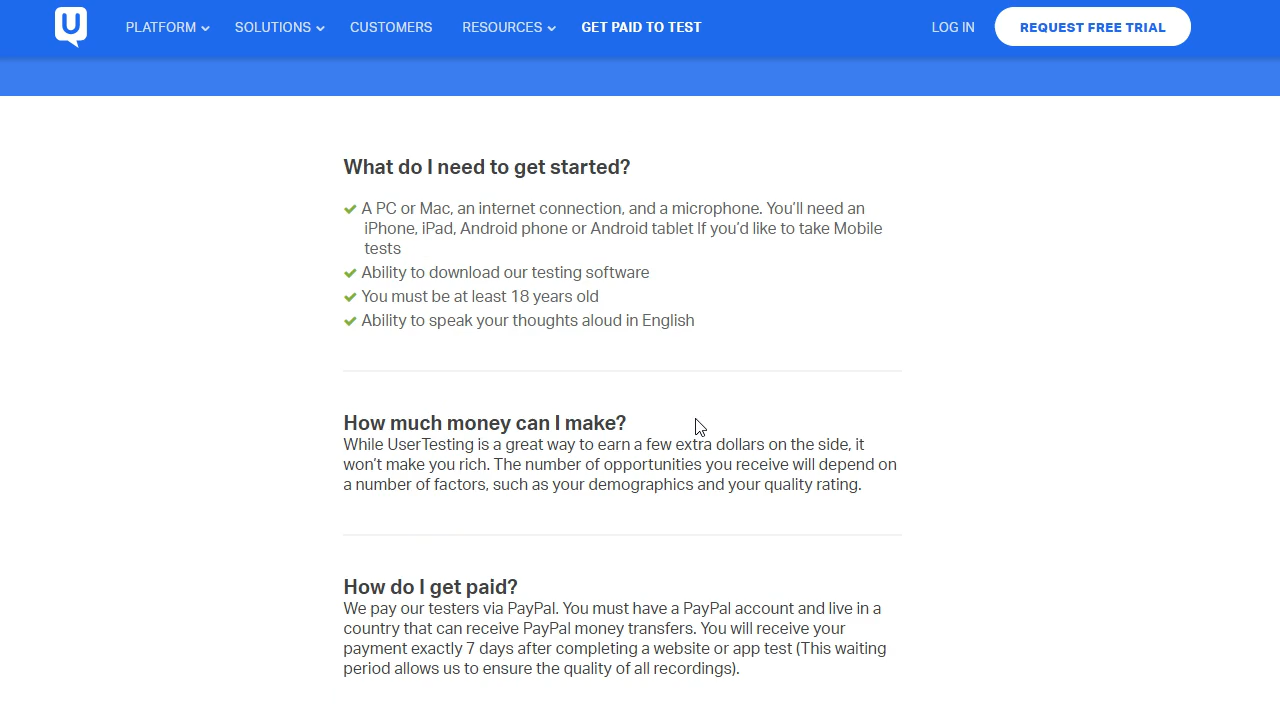 U
PLATFORM SOLUTIONS CUSTOMERS RESOURCES GET PAID TO TEST LOG IN REQUEST FREE TRIAL
What do I need to get started?
A PC or Mac, an internet connection, and a microphone. You'll need an
iPhone, iPad, Android phone or Android tablet If you'd like to take Mobile
tests
Ability to download our testing software
You must be at least 18 years old
Ability to speak your thoughts aloud in English
How much money can I make?
While UserTesting is a great way to earn a few extra dollars on the side, it
won't make you rich. The number of opportunities you receive will depend on
a number of factors, such as your demographics and your quality rating.
How do I get paid?
We pay our testers via PayPal. You must have a PayPal account and live in a
country that can receive PayPal money transfers. You will receive your
payment exactly 7 days after completing a website or app test (This waiting
period allows us to ensure the quality of all recordings).